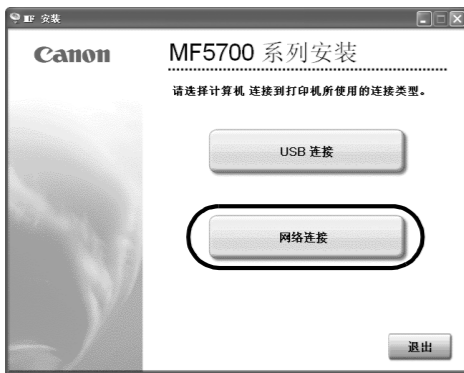 MF 安装
Canon
MF5700 系列安装
请选择计算机 连接到打印机所使用的连接类型。
USB 连接
网络连接
退出